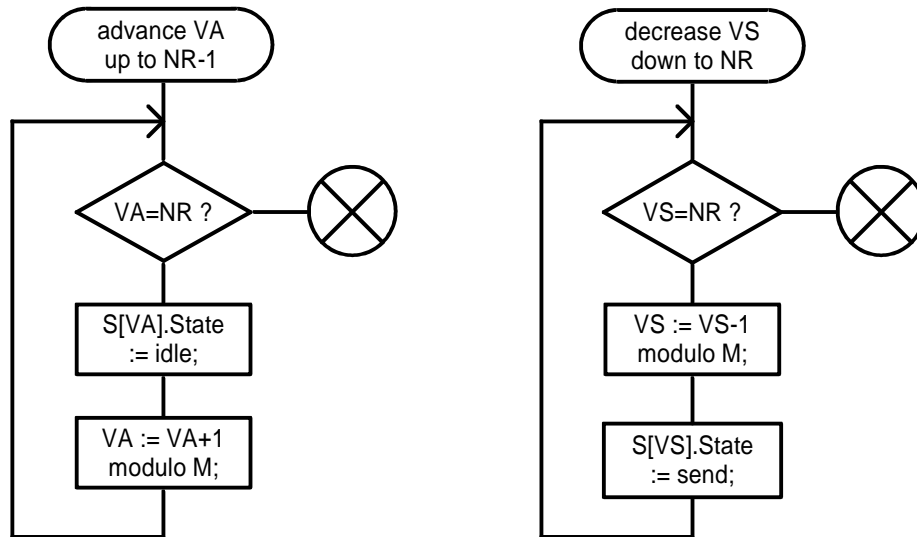 advance VA
up to NR-1
VA=NR ?
S[VA].State
:= idle;
VA := VA+1
modulo M;
decrease VS
down to NR
VS=NR ?
VS := VS-1
modulo M;
S[VS].State
:= send;